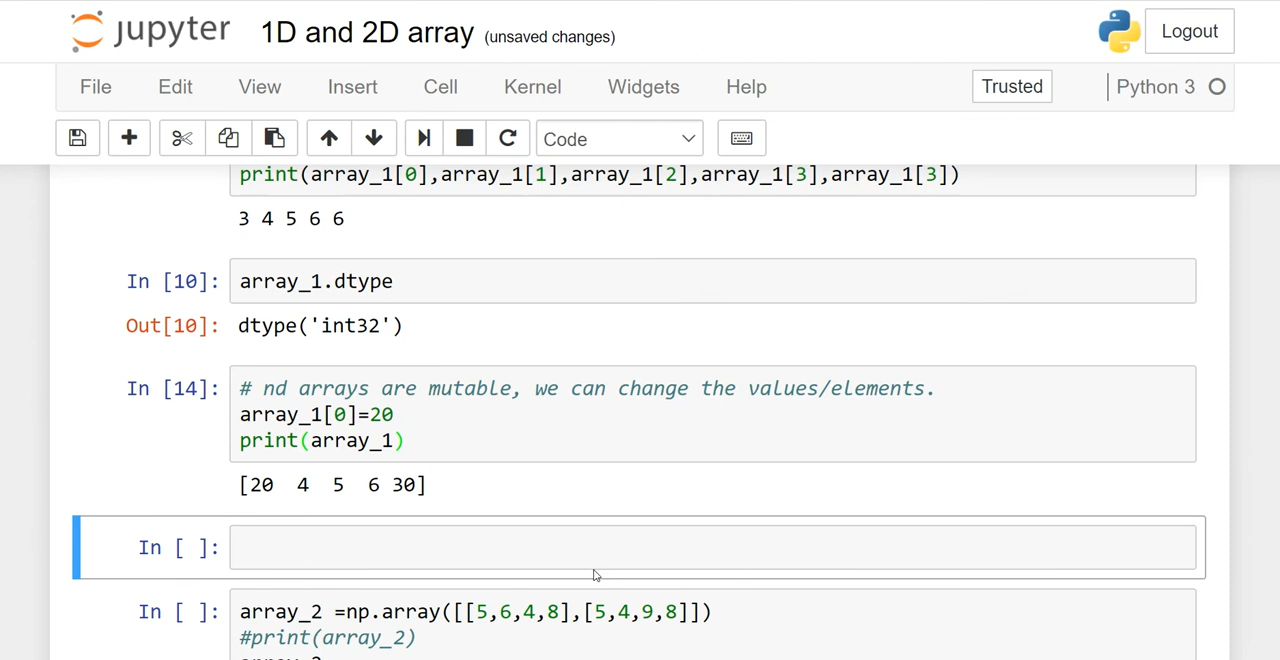 jupyter 1D and 2D array (unsaved changes) Logout
File Edit View Insert Cell Kernel Widgets Help Trusted Python 3
Code
print(array_1[0],array_1[1],array_1[2],array_1[3],array_1[3])
3 4 5 6 6
In [10]: array_1.dtype
Out[10]: dtype('int32')
In [14]: # nd arrays are mutable, we can change the values/elements.
array_1[0]=20
print(array_1)
[20  4  5  6 30]
In [ ]:
In [ ]: array_2 =np.array([[5,6,4,8],[5,4,9,8]])
#print(array_2)